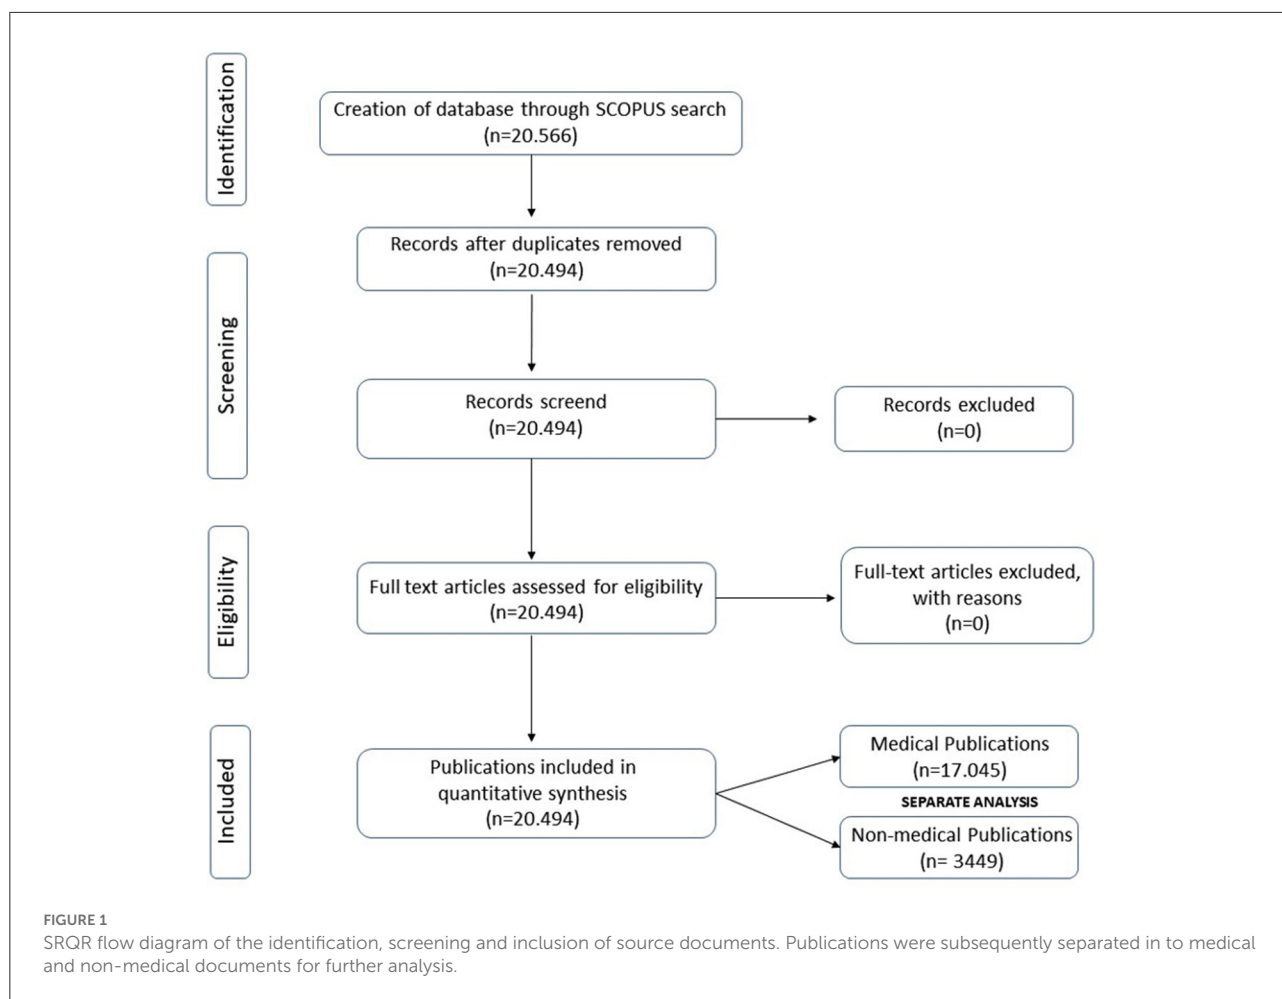 Identification
Creation of database through SCOPUS search
(n=20.566)
Screening
Records after duplicates removed
(n=20.494)
Records screend
(n=20.494)
Records excluded
(n=0)
Eligibility
Full text articles assessed for eligibility
(n=20.494)
Full-text articles excluded,
with reasons
(n=0)
Included
Publications included in
quantitative synthesis
(n=20.494)
Medical Publications
(n=17.045)
SEPARATE ANALYSIS
Non-medical Publications
(n= 3449)
FIGURE 1
SRQR flow diagram of the identification, screening and inclusion of source documents. Publications were subsequently separated in to medical
and non-medical documents for further analysis.